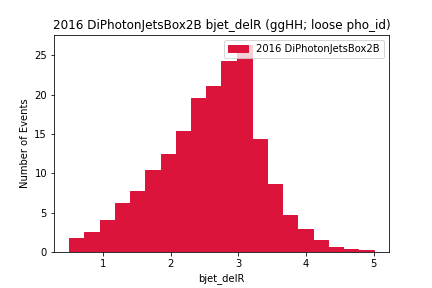 2016 DiPhotonJetsBox2B bjet_delR (ggHH; loose pho_id)
2016 DiPhotonJetsBox2B
Number of Events
25
20
15
10
5
0
1 2 3 4 5
bjet_delR